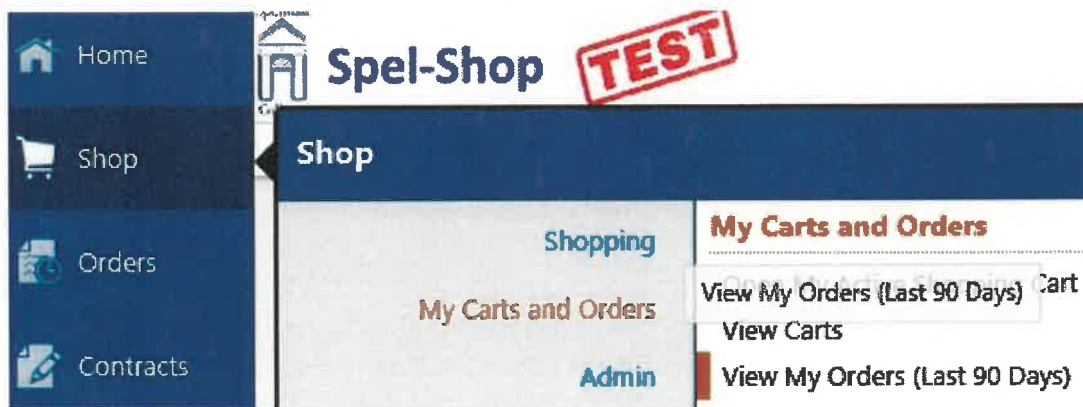 Home
Shop
Orders
Contracts
Spel-Shop
TEST
Shop
Shopping
My Carts and Orders
Admin
My Carts and Orders
Cart
View My Orders (Last 90 Days)
View Carts
View My Orders (Last 90 Days)